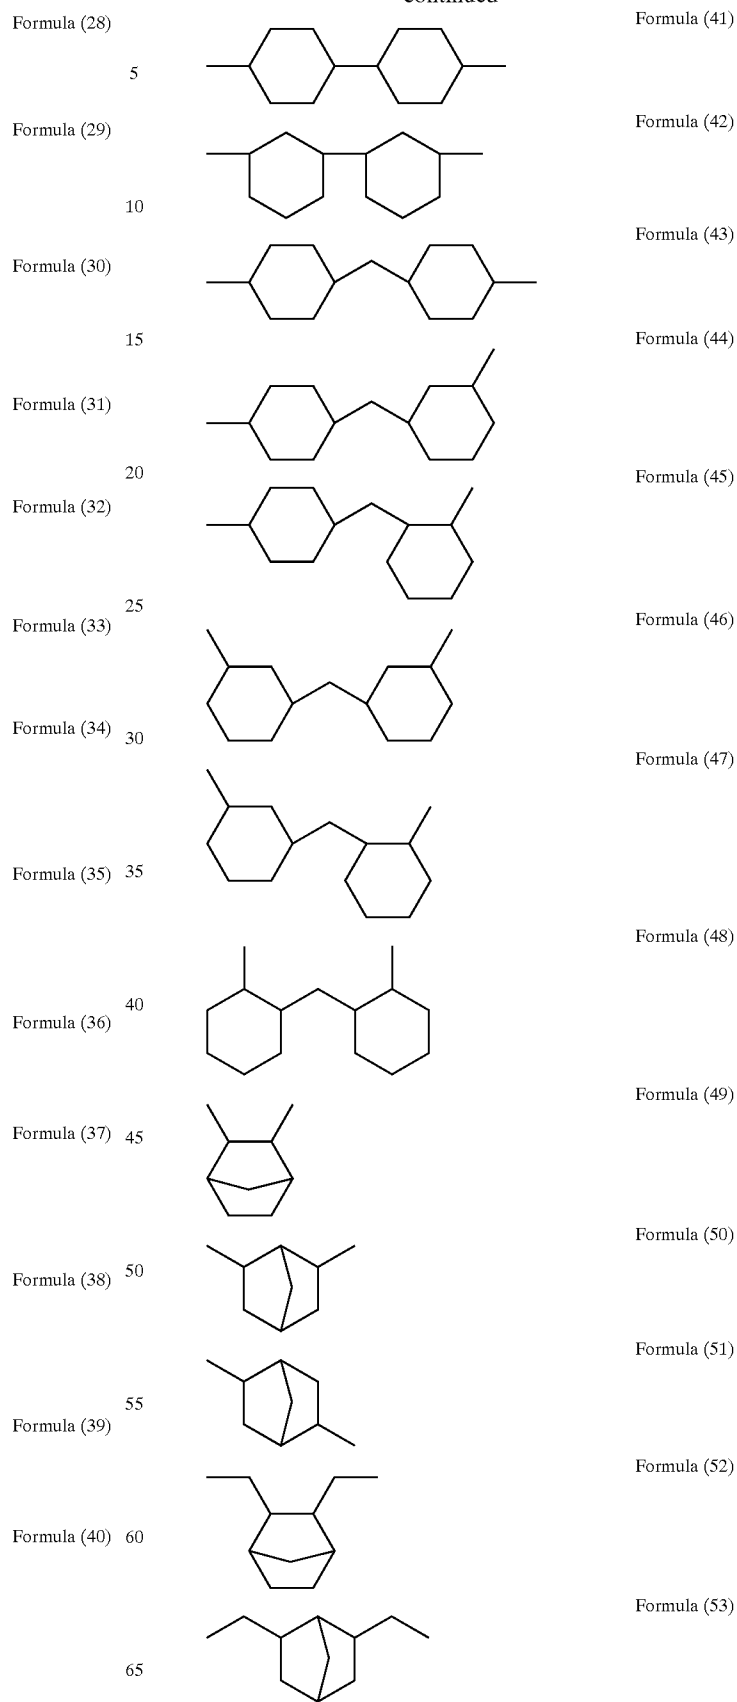 Formula (28)
Formula (41)
5
Formula (29)
Formula (42)
10
Formula (43)
Formula (30)
15
Formula (44)
Formula (31)
20
Formula (45)
Formula (32)
25
Formula (46)
Formula (33)
Formula (34)
30
Formula (47)
Formula (35)
35
Formula (48)
40
Formula (36)
Formula (49)
Formula (37)
45
Formula (50)
Formula (38)
50
Formula (51)
55
Formula (39)
Formula (52)
Formula (40)
60
Formula (53)
65